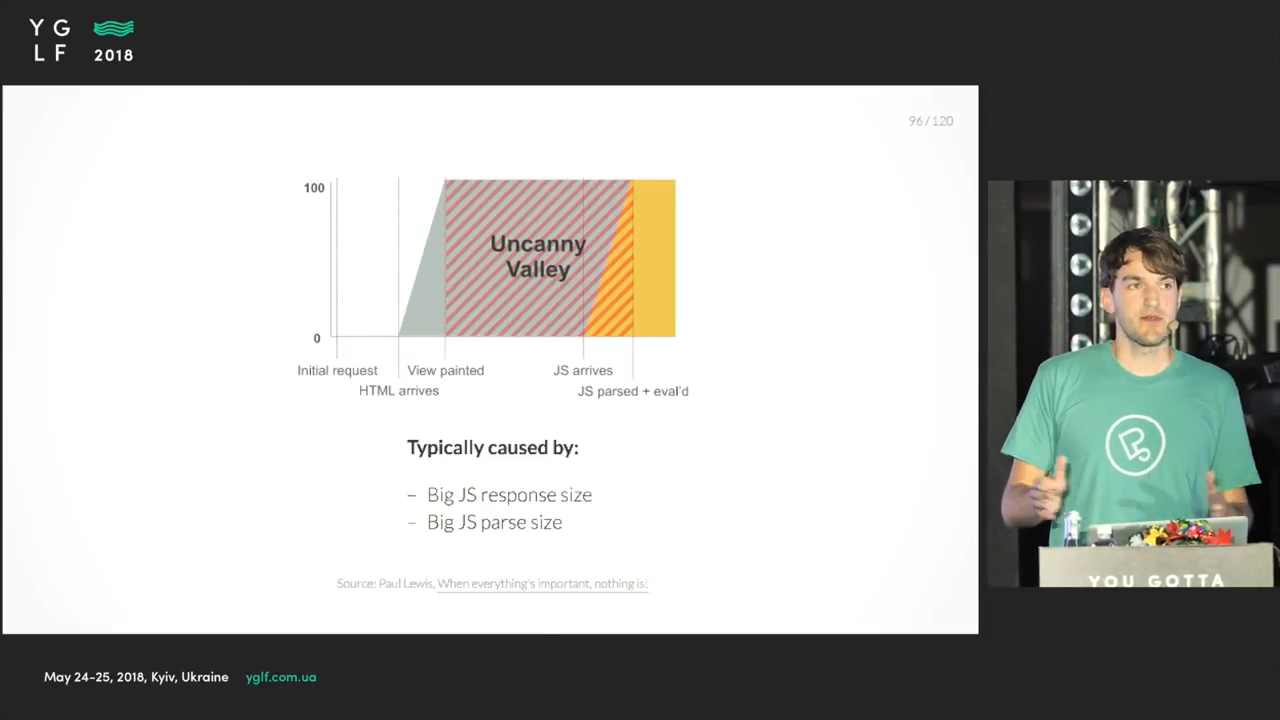 Y G
L F
2018
96 / 120
100
Uncanny
Valley
0
Initial request
View painted
JS arrives
HTML arrives
JS parsed + eval'd
Typically caused by:
– Big JS response size
– Big JS parse size
Source: Paul Lewis, When everything's important, nothing is!
YOU GOTTA
May 24-25, 2018, Kyiv, Ukraine
yglf.com.ua